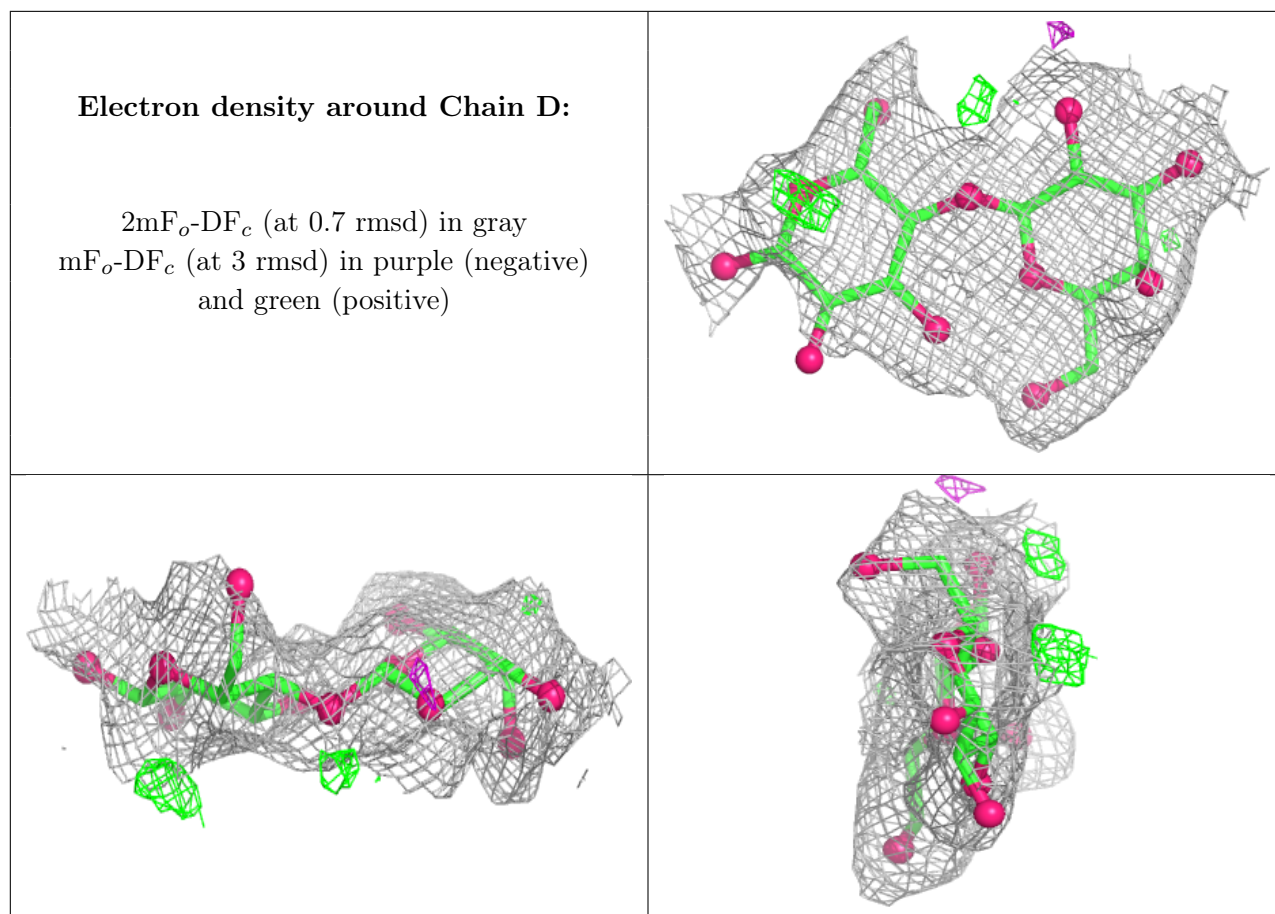 Electron density around Chain D:
2mFo-DFc (at 0.7 rmsd) in gray
mFo-DFc (at 3 rmsd) in purple (negative)
and green (positive)